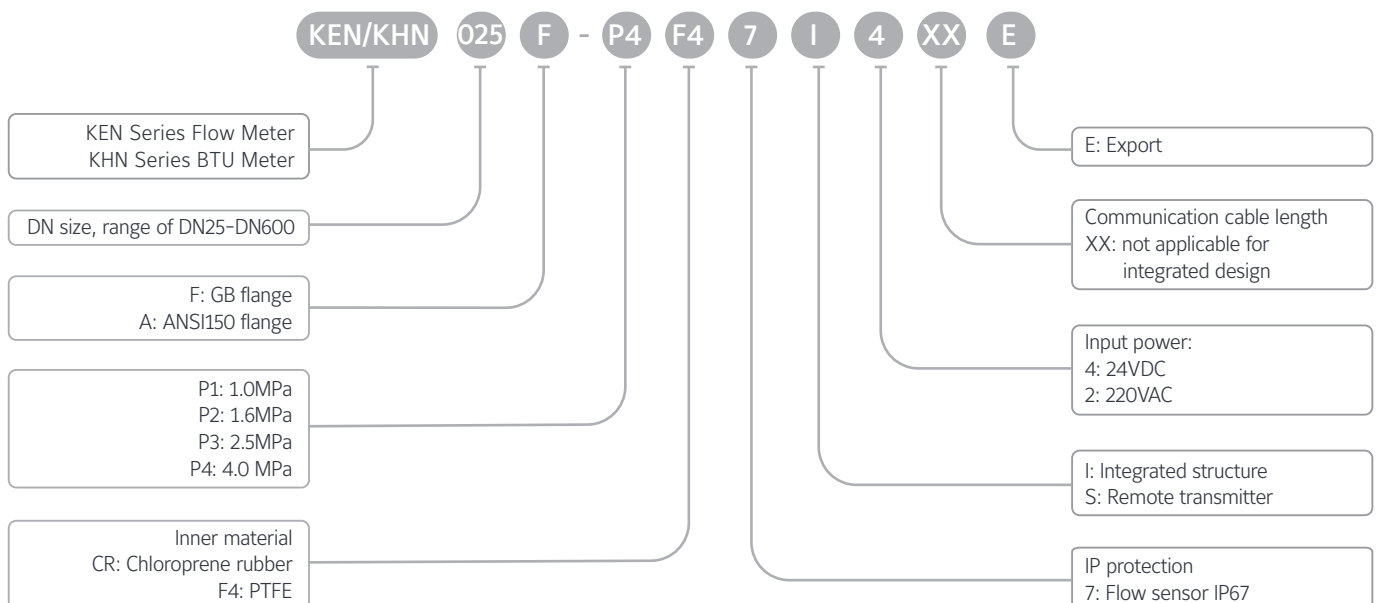 KEN/KHN 025 F - P4 F4 7 I 4 XX E
KEN Series Flow Meter
KHN Series BTU Meter
DN size, range of DN25-DN600
F: GB flange
A: ANSI150 flange
P1: 1.0MPa
P2: 1.6MPa
P3: 2.5MPa
P4: 4.0 MPa
Inner material
CR: Chloroprene rubber
F4: PTFE
E: Export
Communication cable length
XX: not applicable for
integrated design
Input power:
4: 24VDC
2: 220VAC
I: Integrated structure
S: Remote transmitter
IP protection
7: Flow sensor IP67